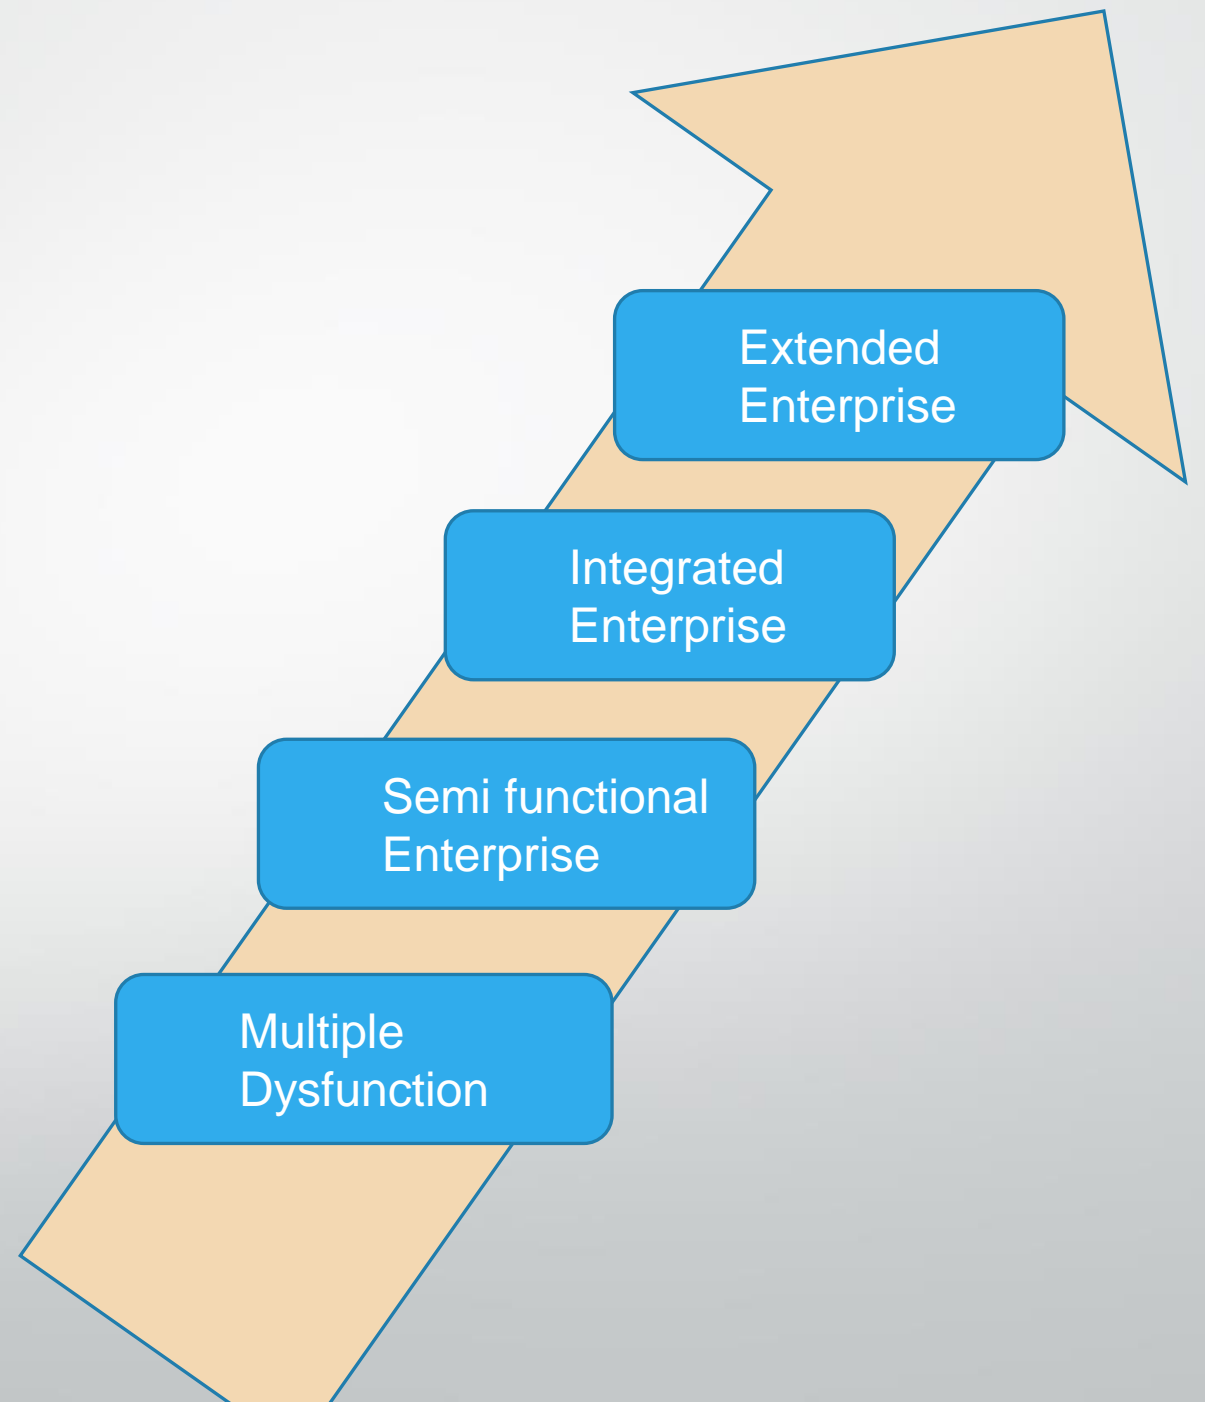 Extended
Enterprise
Integrated
Enterprise
Semi functional
Enterprise
Multiple
Dysfunction